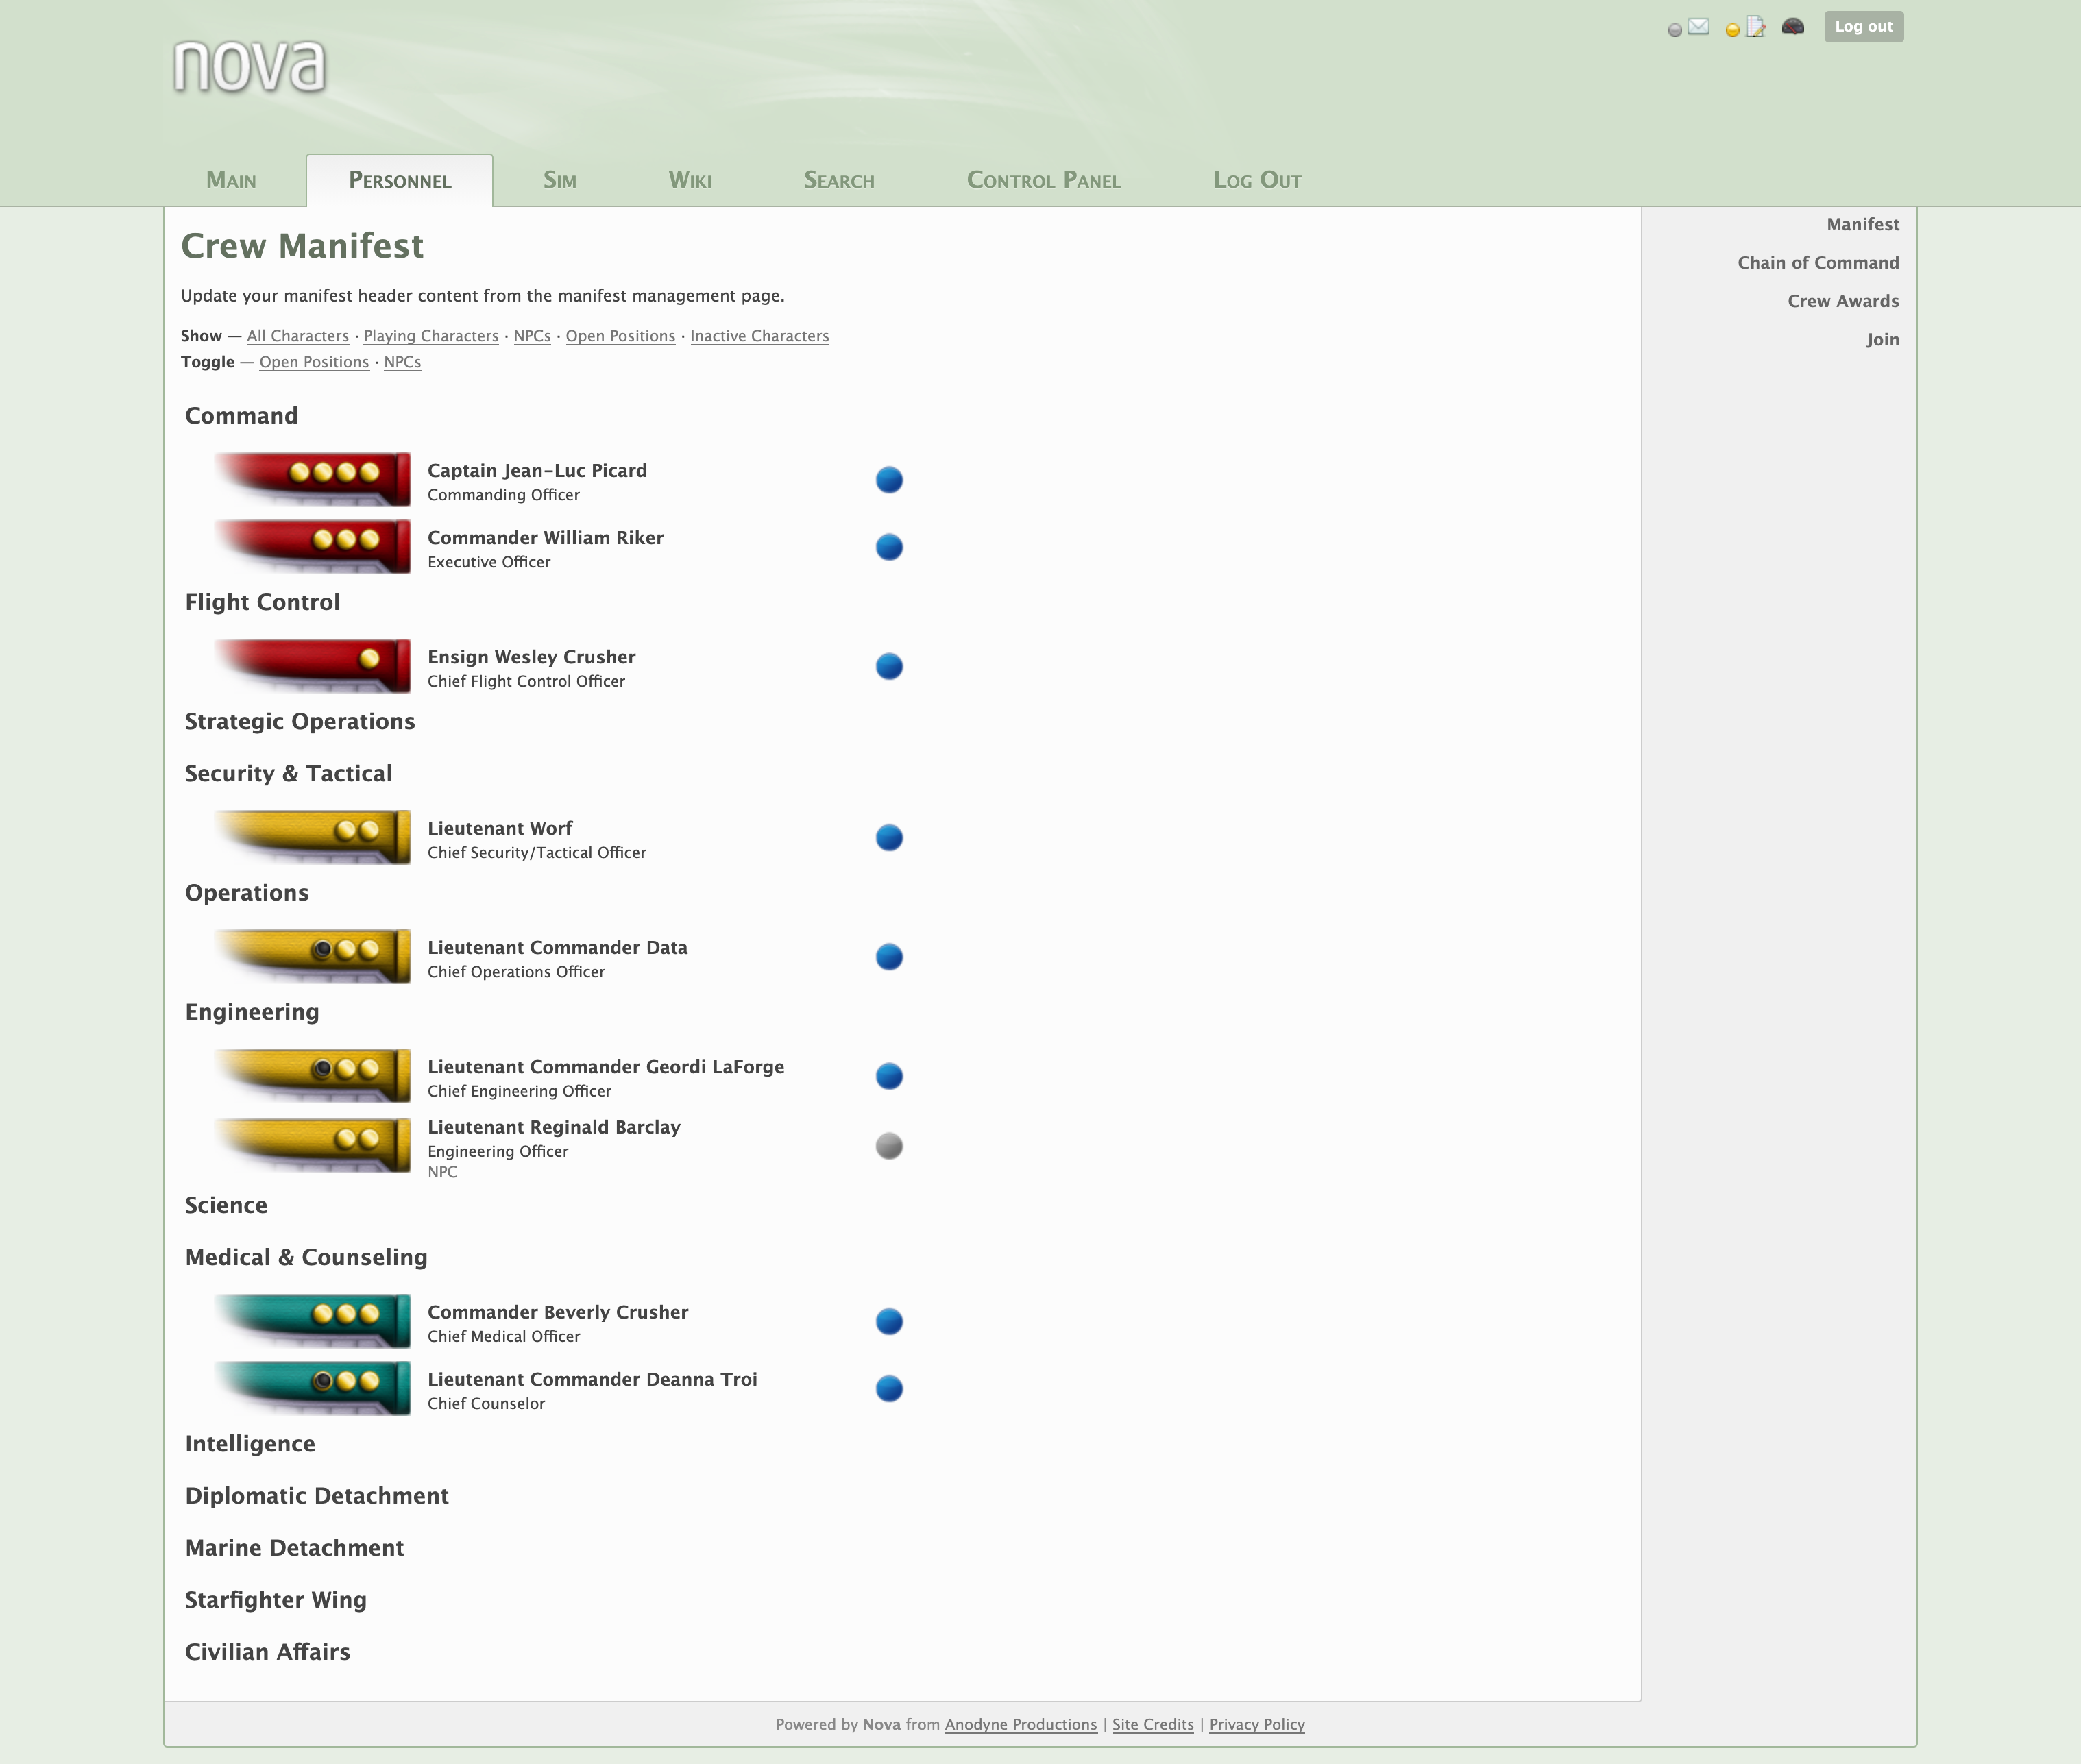 nova
Log out
Main Personnel Sim Wiki Search Control Panel Log Out
Manifest
Chain of Command
Crew Awards
Join
Crew Manifest
Update your manifest header content from the manifest management page.
Show — All Characters · Playing Characters · NPCs · Open Positions · Inactive Characters
Toggle — Open Positions · NPCs
Command
Captain Jean-Luc Picard
Commanding Officer
Commander William Riker
Executive Officer
Flight Control
Ensign Wesley Crusher
Chief Flight Control Officer
Strategic Operations
Security & Tactical
Lieutenant Worf
Chief Security/Tactical Officer
Operations
Lieutenant Commander Data
Chief Operations Officer
Engineering
Lieutenant Commander Geordi LaForge
Chief Engineering Officer
Lieutenant Reginald Barclay
Engineering Officer
NPC
Science
Medical & Counseling
Commander Beverly Crusher
Chief Medical Officer
Lieutenant Commander Deanna Troi
Chief Counselor
Intelligence
Diplomatic Detachment
Marine Detachment
Starfighter Wing
Civilian Affairs
Powered by Nova from Anodyne Productions | Site Credits | Privacy Policy